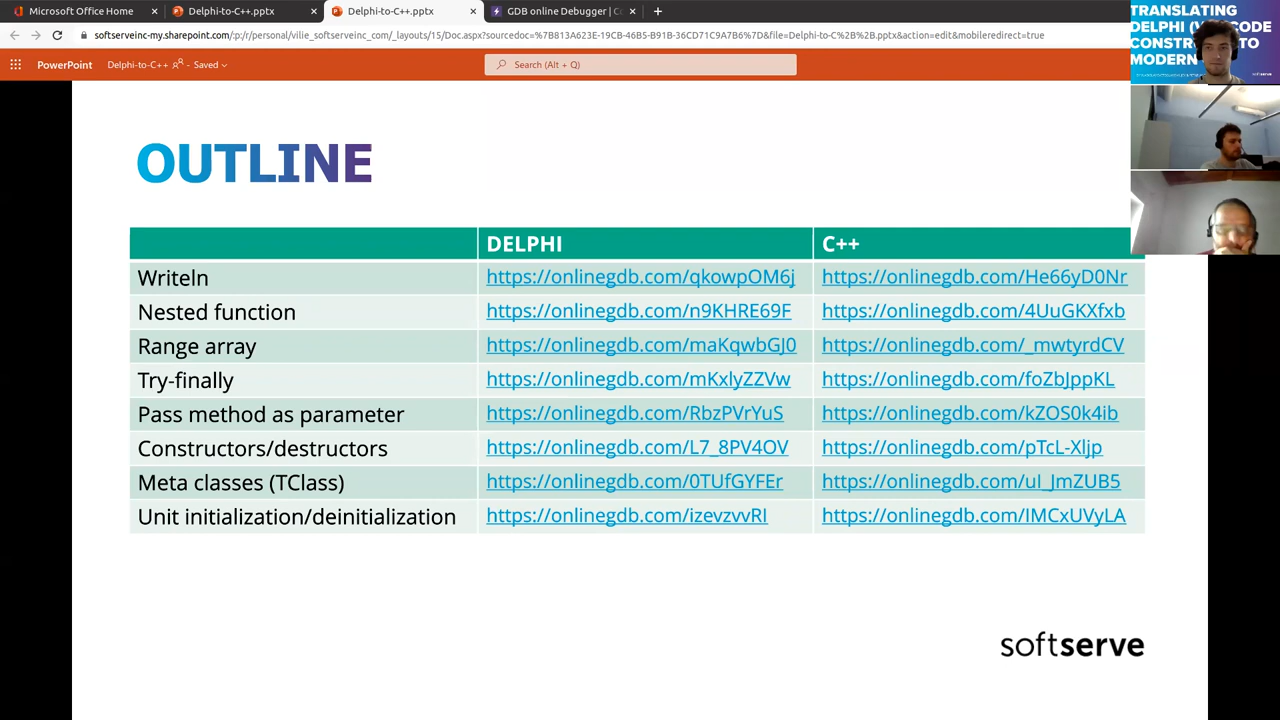 Microsoft Office Home
Delphi-to-C++.pptx
Delphi-to-C++.pptx
GDB online Debugger | Co
softserveinc-my.sharepoint.com/:p:/r/personal/vilie_softserveinc_com/_layouts/15/Doc.aspx?sourcedoc=%7B813A623E-19CB-46B5-B91B-36CD71C9A7B6%7D&file=Delphi-to-C%2B%2B.pptx&action=edit&mobileredirect=true
PowerPoint
Delphi-to-C++
- Saved
Search (Alt + Q)
TRANSLATING
DELPHI
CODE
TO
MODERN
softserve
OUTLINE
DELPHI C++
Writeln https://onlinegdb.com/qkowpOM6j https://onlinegdb.com/He66yD0Nr
Nested function https://onlinegdb.com/n9KHRE69F https://onlinegdb.com/4UuGKXfxb
Range array https://onlinegdb.com/maKqwbGJ0 https://onlinegdb.com/_mwtyrdCV
Try-finally https://onlinegdb.com/mKxlyZZVw https://onlinegdb.com/foZbJppKL
Pass method as parameter https://onlinegdb.com/RbzPVrYuS https://onlinegdb.com/kZOS0k4ib
Constructors/destructors https://onlinegdb.com/L7_8PV4OV https://onlinegdb.com/pTcL-Xljp
Meta classes (TClass) https://onlinegdb.com/0TUfGYFEr https://onlinegdb.com/uI_JmZUB5
Unit initialization/deinitialization https://onlinegdb.com/izevzvvRI https://onlinegdb.com/IMCxUVyLA
softserve